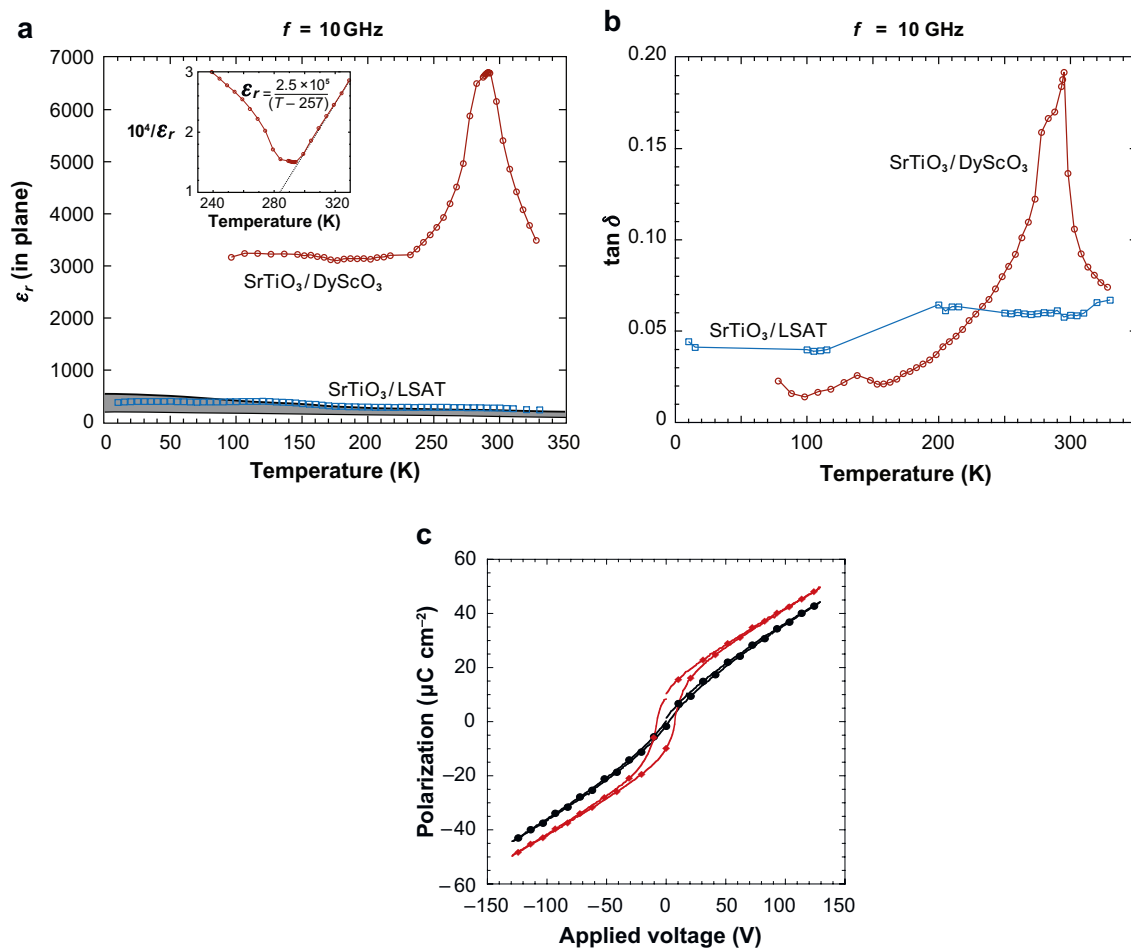 a
f = 10 GHz
7000
6000
5000
4000
3000
2000
1000
0
εr (in plane)
3
2
1
10⁴/εr
εr = 2.5 × 10⁵
(T – 257)
240
280
320
Temperature (K)
SrTiO₃/DyScO₃
SrTiO₃/LSAT
0
50
100
150
200
250
300
350
Temperature (K)
b
f = 10 GHz
0.20
0.15
0.10
0.05
0
tan δ
SrTiO₃/DyScO₃
SrTiO₃/LSAT
0
100
200
300
Temperature (K)
c
60
40
20
0
–20
–40
–60
Polarization (µC cm⁻²)
–150
–100
–50
0
50
100
150
Applied voltage (V)